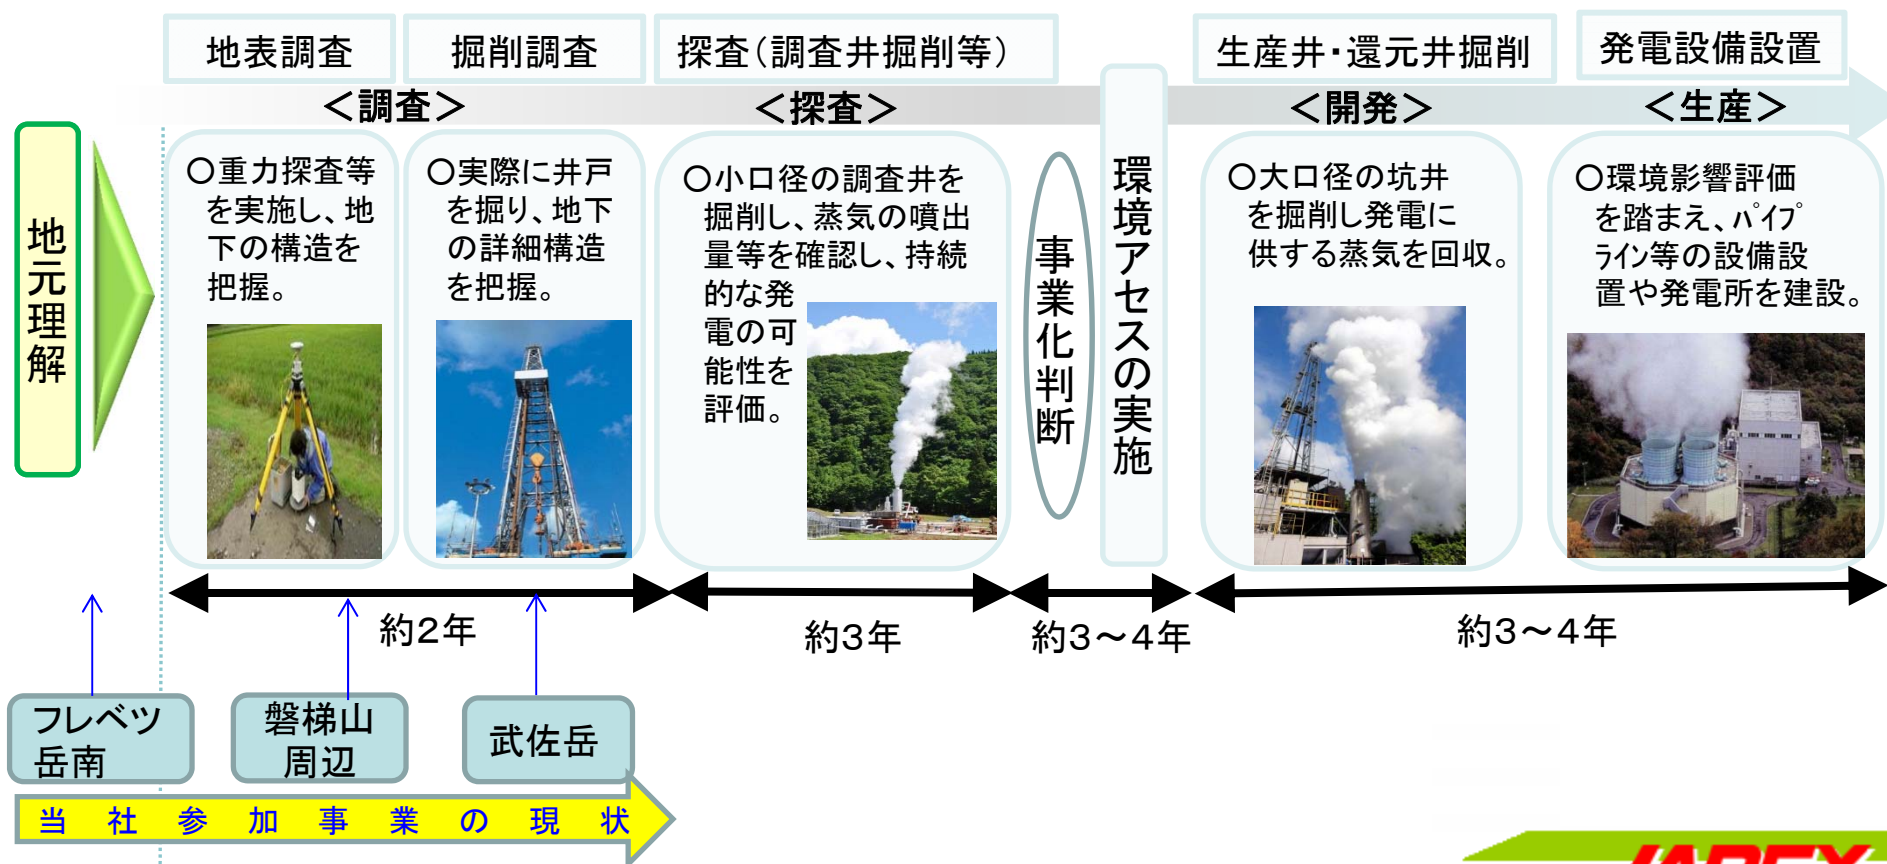 地表調査
掘削調査
探査(調査井掘削等)
生産井・還元井掘削
発電設備設置
<調査>
<探査>
<開発>
<生産>
地元理解
○重力探査等
を実施し、地
下の構造を
把握。
○実際に井戸
を掘り、地下
の詳細構造
を把握。
○小口径の調査井を
掘削し、蒸気の噴出
量等を確認し、持続
的な発
電の可
能性を
評価。
事業化判断
環境アセスの実施
○大口径の坑井
を掘削し発電に
供する蒸気を回収。
○環境影響評価
を踏まえ、パイプ
ライン等の設備設
置や発電所を建設。
約2年
約3年
約3~4年
約3~4年
フレベツ
岳南
磐梯山
周辺
武佐岳
当社参加事業の現状
JAPEX